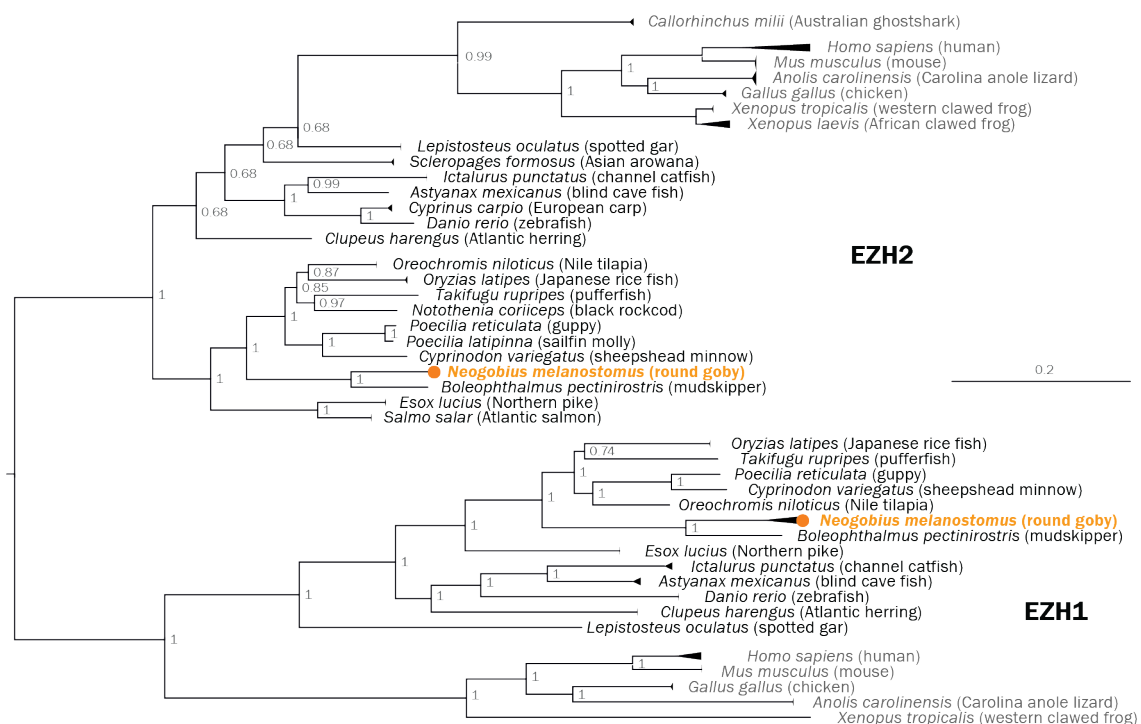 Callorhinchus milii (Australian ghostshark)
0.99
Homo sapiens (human)
Mus musculus (mouse)
1
Anolis carolinensis (Carolina anole lizard)
1
1
Gallus gallus (chicken)
Xenopus tropicalis (western clawed frog)
Xenopus laevis (African clawed frog)
0.68
0.68
Lepistosteus oculatus (spotted gar)
Scleropages formosus (Asian arowana)
0.68
Ictalurus punctatus (channel catfish)
0.99
Astyanax mexicanus (blind cave fish)
1
Cyprinus carpio (European carp)
0.68
1
Danio rerio (zebrafish)
Clupeus harengus (Atlantic herring)
EZH2
Oreochromis niloticus (Nile tilapia)
0.87
Oryzias latipes (Japanese rice fish)
0.85
1
Takifugu rupripes (pufferfish)
0.97
Notothenia coriiceps (black rockcod)
1
Poecilia reticulata (guppy)
1
Poecilia latipinna (sailfin molly)
1
1
Cyprinodon variegatus (sheepshead minnow)
Neogobius melanostomus (round goby)
0.2
1
1
Boleophthalmus pectinirostris (mudskipper)
Esox lucius (Northern pike)
1
Salmo salar (Atlantic salmon)
Oryzias latipes (Japanese rice fish)
0.74
Takifugu rupripes (pufferfish)
1
Poecilia reticulata (guppy)
1
Cyprinodon variegatus (sheepshead minnow)
1
1
Oreochromis niloticus (Nile tilapia)
Neogobius melanostomus (round goby)
1
1
Boleophthalmus pectinirostris (mudskipper)
Esox lucius (Northern pike)
1
Ictalurus punctatus (channel catfish)
1
Astyanax mexicanus (blind cave fish)
1
1
Danio rerio (zebrafish)
1
Clupeus harengus (Atlantic herring)
EZH1
Lepistosteus oculatus (spotted gar)
1
Homo sapiens (human)
1
Mus musculus (mouse)
1
Gallus gallus (chicken)
1
1
Anolis carolinensis (Carolina anole lizard)
Xenopus tropicalis (western clawed frog)